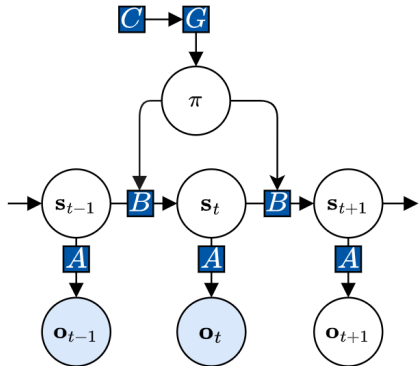 C G
π
s_{t−1} B s_t B s_{t+1}
A A A
o_{t−1} o_t o_{t+1}